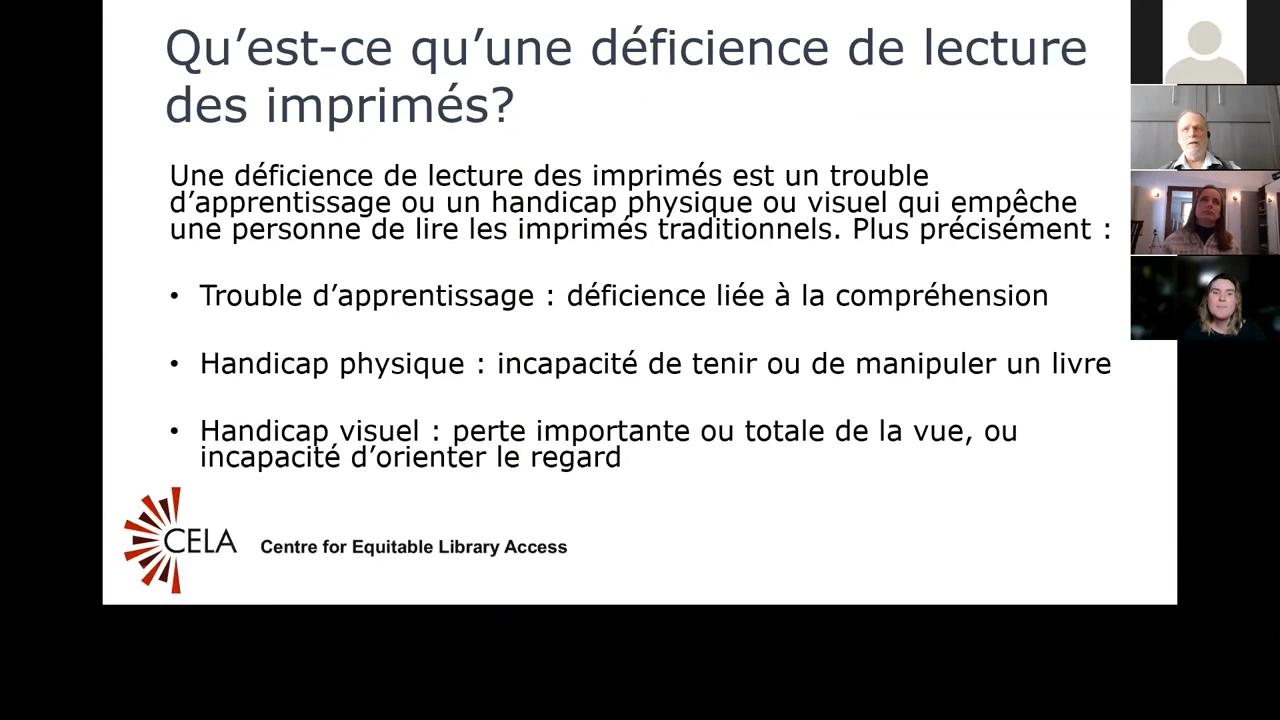 Qu’est-ce qu’une déficience de lecture
des imprimés?
Une déficience de lecture des imprimés est un trouble
d’apprentissage ou un handicap physique ou visuel qui empêche
une personne de lire les imprimés traditionnels. Plus précisément :
• Trouble d’apprentissage : déficience liée à la compréhension
• Handicap physique : incapacité de tenir ou de manipuler un livre
• Handicap visuel : perte importante ou totale de la vue, ou
incapacité d’orienter le regard
CELA
Centre for Equitable Library Access